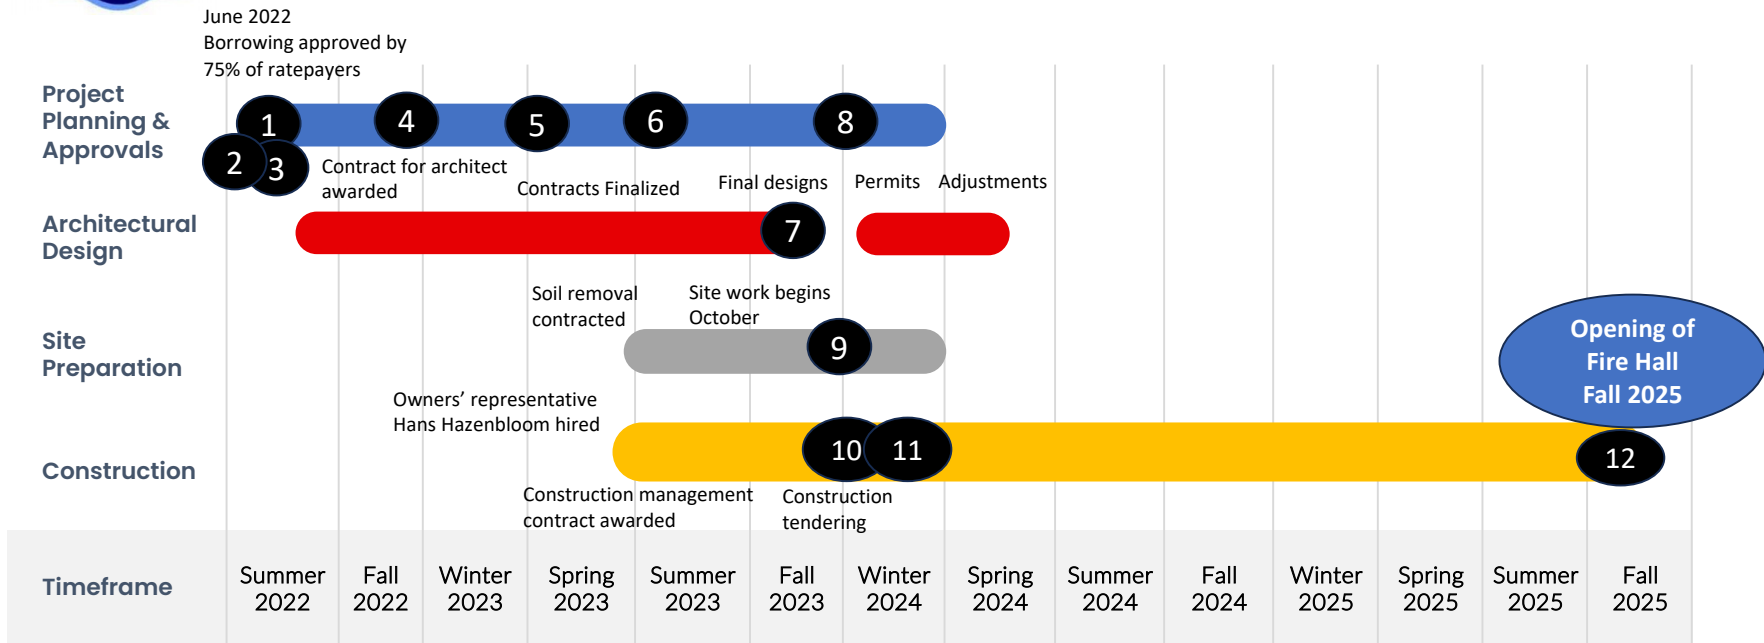 June 2022
Borrowing approved by
75% of ratepayers
Project
Planning &
Approvals
1
4
5
6
8
2
3
Contract for architect
awarded
Contracts Finalized
Final designs
Permits
Adjustments
Architectural
Design
7
Soil removal
contracted
Site work begins
October
Site
Preparation
9
Opening of
Fire Hall
Fall 2025
Owners’ representative
Hans Hazenbloom hired
Construction
10
11
12
Construction management
contract awarded
Construction
tendering
Timeframe
Summer
2022
Fall
2022
Winter
2023
Spring
2023
Summer
2023
Fall
2023
Winter
2024
Spring
2024
Summer
2024
Fall
2024
Winter
2025
Spring
2025
Summer
2025
Fall
2025